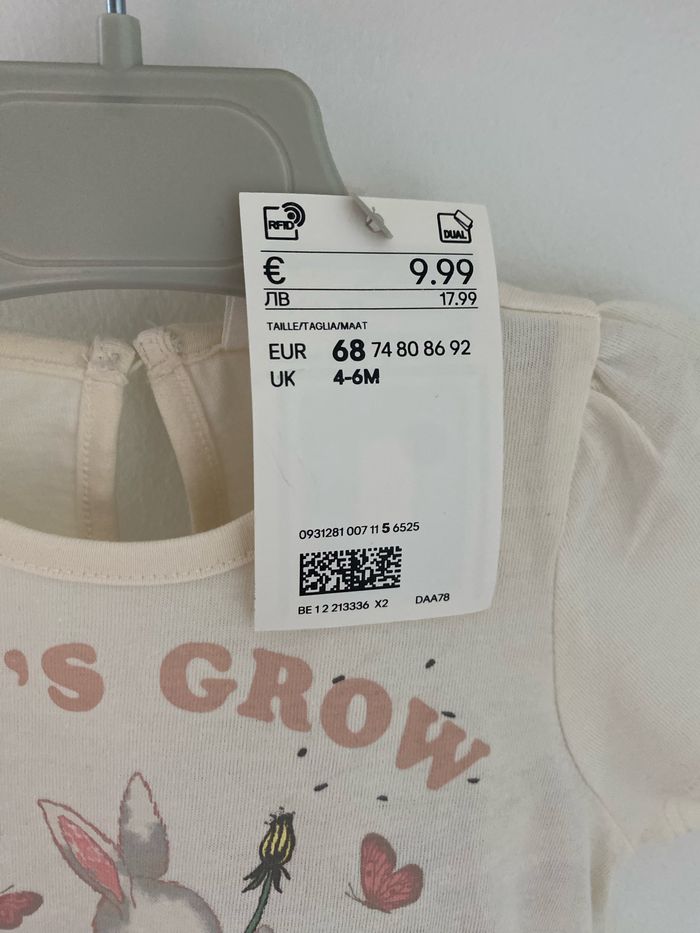 RFID
DUAL
€ 9.99
ЛВ 17.99
TAILLE/TAGLIA/MAAT
EUR 68 74 80 86 92
UK 4-6M
0931281 007 11 5 6525
BE 1 2 213336 X2 DAA78
'S GROW